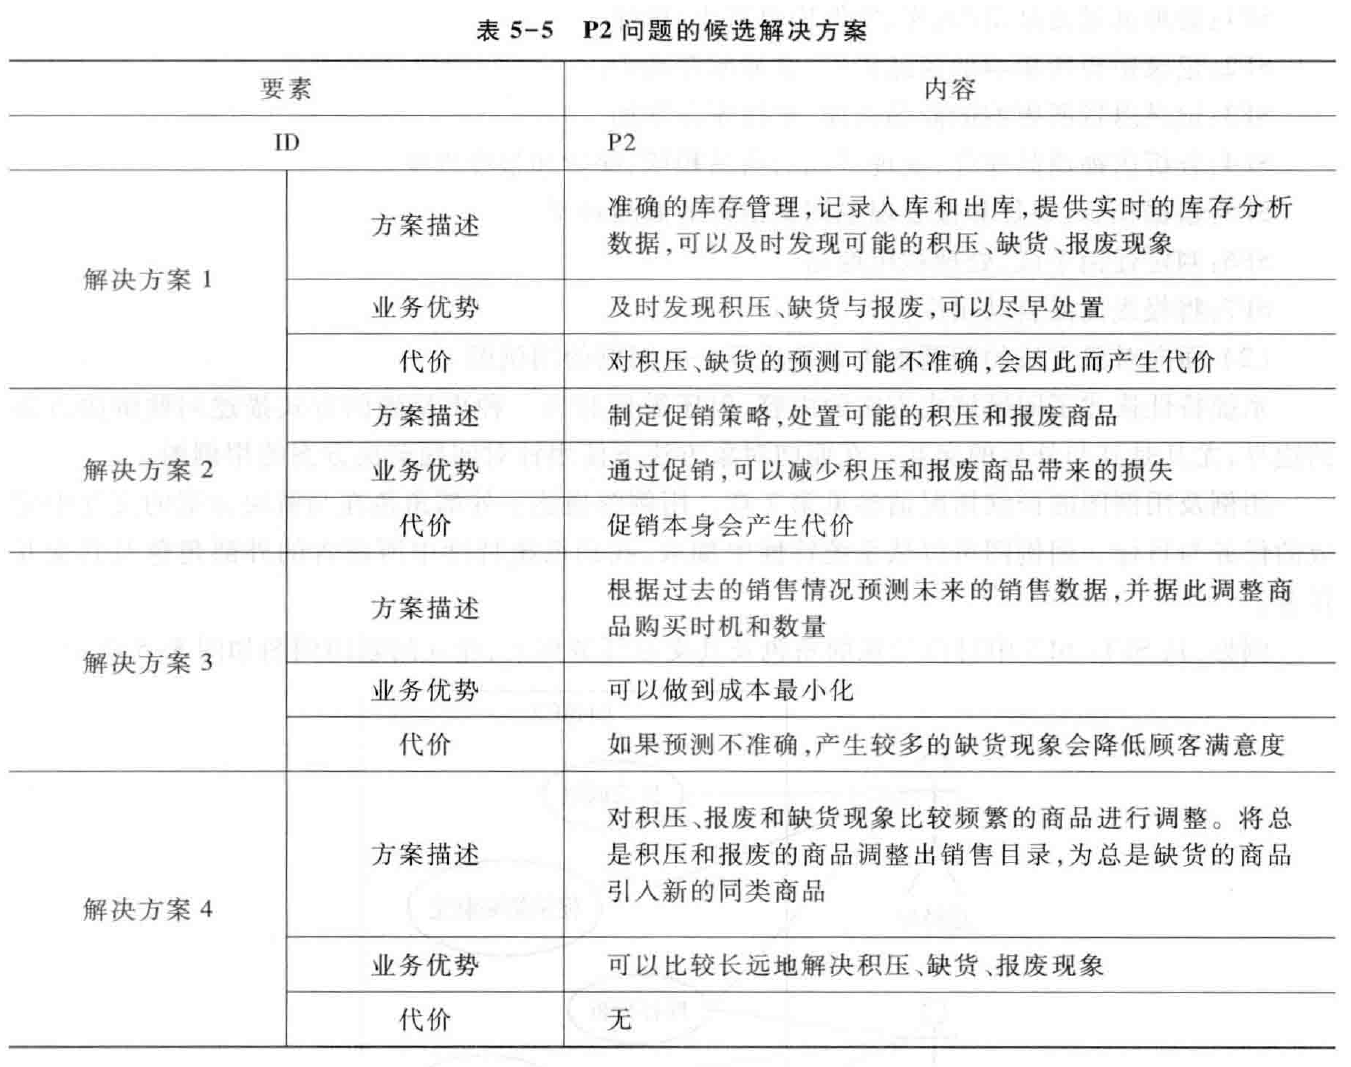 表 5-5 P2 问题的候选解决方案
要素 内容
ID P2
解决方案 1
方案描述
准确的库存管理,记录入库和出库,提供实时的库存分析
数据,可以及时发现可能的积压、缺货、报废现象
业务优势 及时发现积压、缺货与报废,可以尽早处置
代价 对积压、缺货的预测可能不准确,会因此而产生代价
解决方案 2
方案描述 制定促销策略,处置可能的积压和报废商品
业务优势 通过促销,可以减少积压和报废商品带来的损失
代价 促销本身会产生代价
解决方案 3
方案描述
根据过去的销售情况预测未来的销售数据,并据此调整商
品购买时机和数量
业务优势 可以做到成本最小化
代价 如果预测不准确,产生较多的缺货现象会降低顾客满意度
解决方案 4
方案描述
对积压、报废和缺货现象比较频繁的商品进行调整。将总
是积压和报废的商品调整出销售目录,为总是缺货的商品
引入新的同类商品
业务优势 可以比较长远地解决积压、缺货、报废现象
代价 无